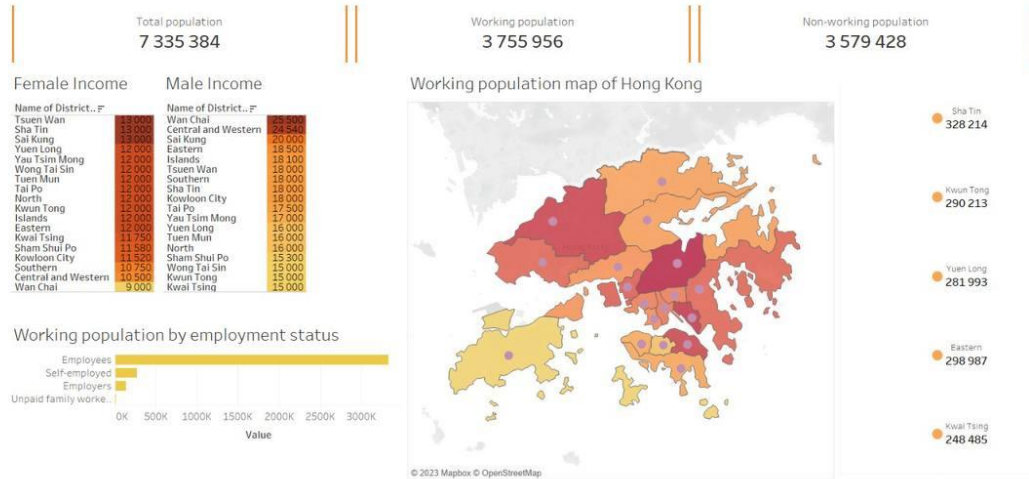 Total population
7 335 384
Working population
3 755 956
Non-working population
3 579 428
Female Income
Name of District..
Tsuen Wan 13 000
Sha Tin 13 000
Sai Kung 13 000
Yuen Long 12 000
Yau Tsim Mong 12 000
Wong Tai Sin 12 000
Tuen Mun 12 000
Tai Po 12 000
North 12 000
Kwun Tong 12 000
Islands 12 000
Eastern 12 000
Kwai Tsing 11 750
Sham Shui Po 11 580
Kowloon City 11 520
Southern 10 750
Central and Western 10 500
Wan Chai 9 000
Male Income
Name of District..
Wan Chai 25 500
Central and Western 24 540
Sai Kung 20 000
Eastern 18 500
Islands 18 100
Tsuen Wan 18 000
Southern 18 000
Sha Tin 18 000
Kowloon City 18 000
Tai Po 17 500
Yau Tsim Mong 17 000
Yuen Long 16 000
Tuen Mun 16 000
North 16 000
Sham Shui Po 15 300
Wong Tai Sin 15 000
Kwun Tong 15 000
Kwai Tsing 15 000
Working population by employment status
Employees
Self-employed
Employers
Unpaid family worke..
0K 500K 1000K 1500K 2000K 2500K 3000K
Value
Working population map of Hong Kong
© 2023 Mapbox © OpenStreetMap
Sha Tin
328 214
Kwun Tong
290 213
Yuen Long
281 993
Eastern
298 987
Kwai Tsing
248 485